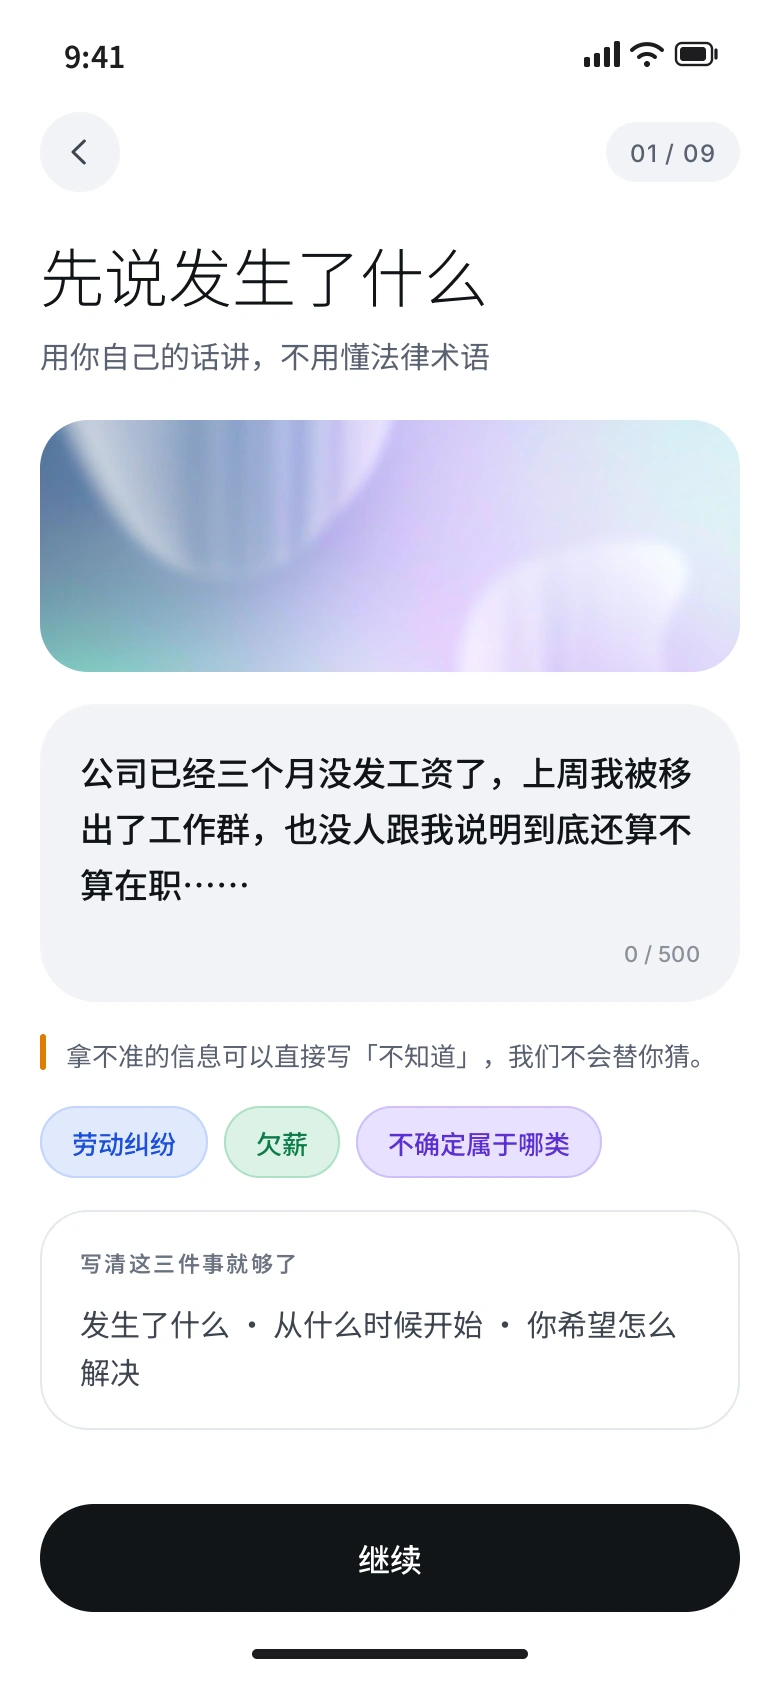 9:41
01 / 09
先说发生了什么
用你自己的话讲，不用懂法律术语
公司已经三个月没发工资了，上周我被移
出了工作群，也没人跟我说明到底还算不
算在职……
0 / 500
拿不准的信息可以直接写「不知道」，我们不会替你猜。
劳动纠纷
欠薪
不确定属于哪类
写清这三件事就够了
发生了什么 · 从什么时候开始 · 你希望怎么
解决
继续